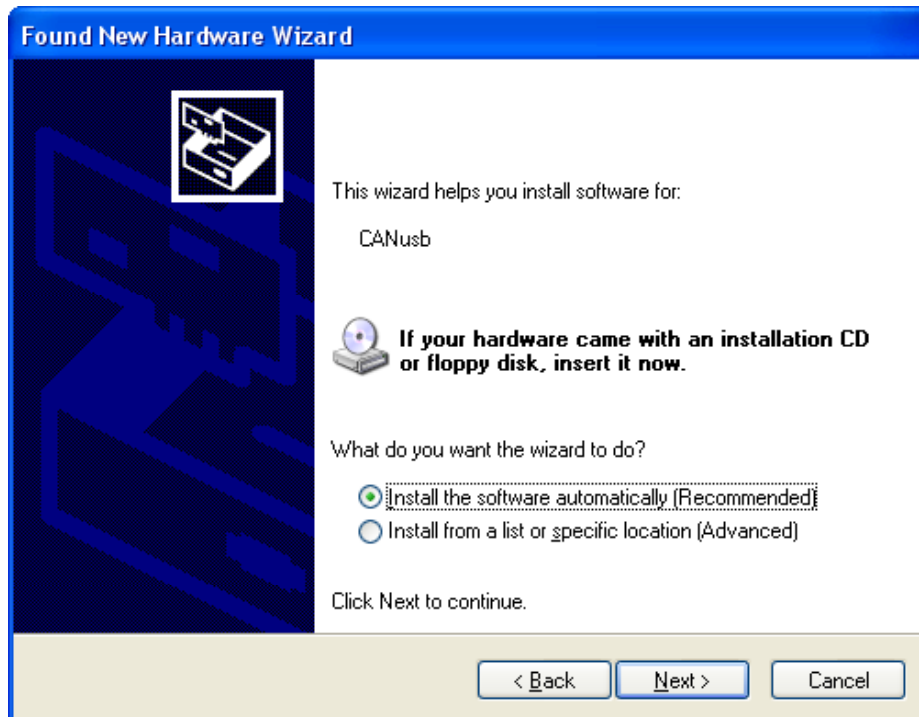 Found New Hardware Wizard
This wizard helps you install software for:
CANusb
If your hardware came with an installation CD
or floppy disk, insert it now.
What do you want the wizard to do?
Install the software automatically (Recommended)
Install from a list or specific location (Advanced)
Click Next to continue.
< Back Next > Cancel